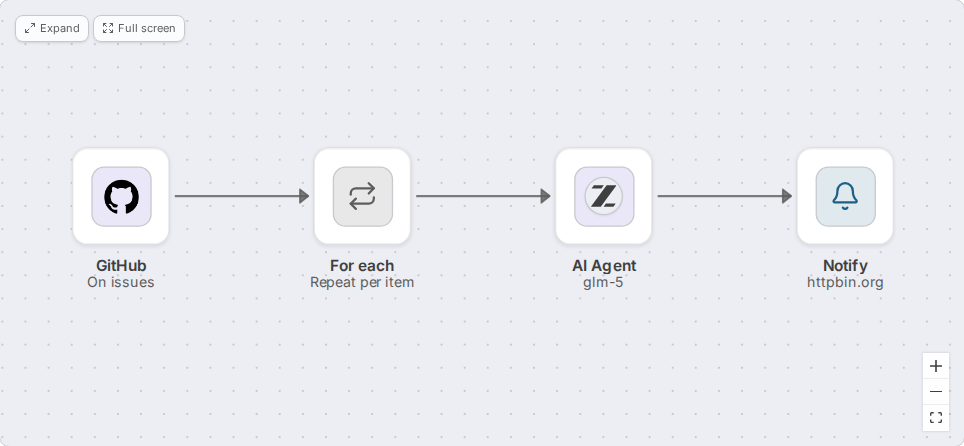 Expand
Full screen
GitHub
On issues
For each
Repeat per item
AI Agent
glm-5
Notify
httpbin.org